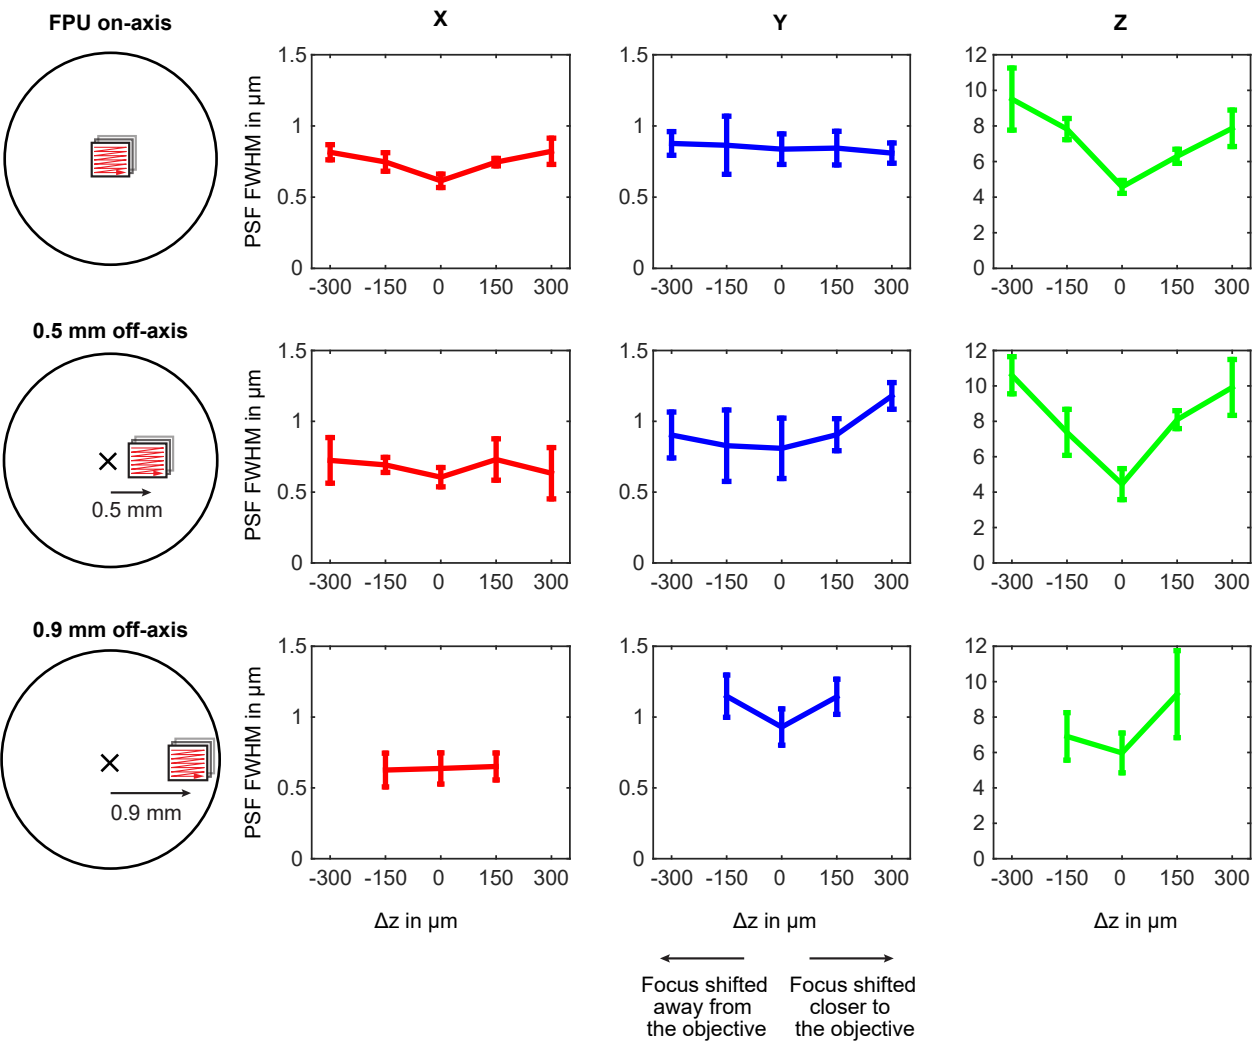 FPU on-axis
X
Y
Z
PSF FWHM in µm
1.5
1
0.5
0
-300 -150 0 150 300
1.5
1
0.5
0
-300 -150 0 150 300
12
10
8
6
4
2
0
-300 -150 0 150 300
0.5 mm off-axis
0.5 mm
PSF FWHM in µm
1.5
1
0.5
0
-300 -150 0 150 300
1.5
1
0.5
0
-300 -150 0 150 300
12
10
8
6
4
2
0
-300 -150 0 150 300
0.9 mm off-axis
0.9 mm
PSF FWHM in µm
1.5
1
0.5
0
-300 -150 0 150 300
1.5
1
0.5
0
-300 -150 0 150 300
12
10
8
6
4
2
0
-300 -150 0 150 300
Δz in µm
Δz in µm
Δz in µm
Focus shifted
away from
the objective
Focus shifted
closer to
the objective